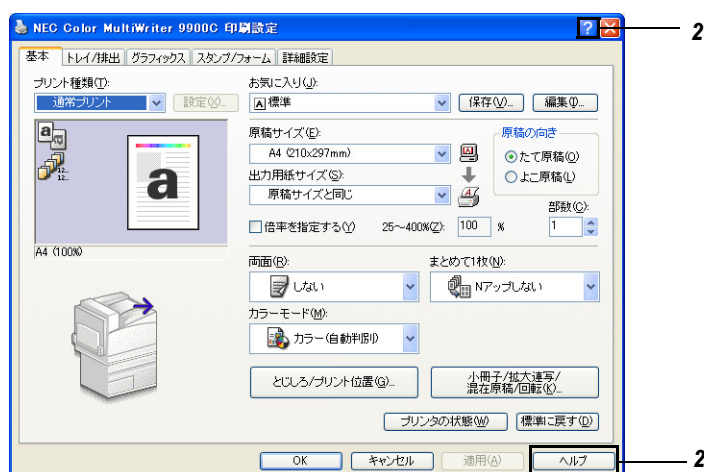 NEC Color MultiWriter 9900C 印刷設定
2
基本 トレイ/排出 グラフィックス スタンプ/フォーム 詳細設定
プリント種類(T):
通常プリント 設定(X)...
お気に入り(J):
A 標準 保存(V)... 編集(I)...
原稿サイズ(E):
A4 (210x297mm)
出力用紙サイズ(S):
原稿サイズと同じ
原稿の向き
たて原稿(O)
よこ原稿(L)
倍率を指定する(Y) 25~400%(Z): 100 %
部数(C):
1
a
a
12..
12..
A4 (100%)
両面(R):
しない
まとめて1枚(N):
Nアップしない
カラーモード(M):
カラー(自動判別)
とじしろ/プリント位置(G)...
小冊子/拡大連写/
混在原稿/回転(K)...
プリンタの状態(W) 標準に戻す(D)
OK キャンセル 適用(A) ヘルプ
2